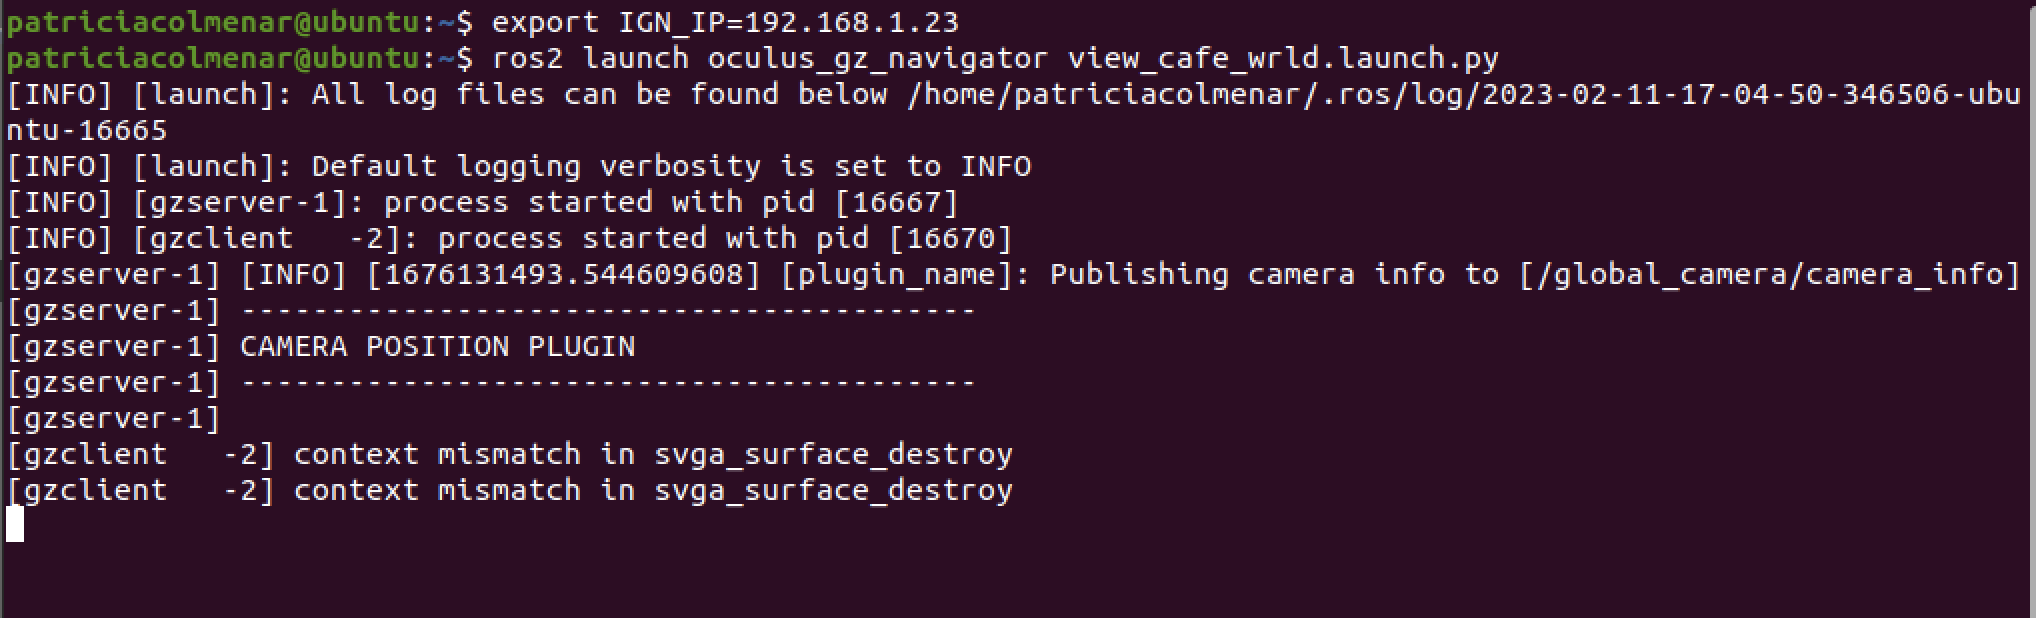 patriciacolmenar@ubuntu:~$ export IGN_IP=192.168.1.23
patriciacolmenar@ubuntu:~$ ros2 launch oculus_gz_navigator view_cafe_wrld.launch.py
[INFO] [launch]: All log files can be found below /home/patriciacolmenar/.ros/log/2023-02-11-17-04-50-346506-ubu
ntu-16665
[INFO] [launch]: Default logging verbosity is set to INFO
[INFO] [gzserver-1]: process started with pid [16667]
[INFO] [gzclient   -2]: process started with pid [16670]
[gzserver-1] [INFO] [1676131493.544609608] [plugin_name]: Publishing camera info to [/global_camera/camera_info]
[gzserver-1] -----------------------------------------
[gzserver-1] CAMERA POSITION PLUGIN
[gzserver-1] -----------------------------------------
[gzserver-1]
[gzclient   -2] context mismatch in svga_surface_destroy
[gzclient   -2] context mismatch in svga_surface_destroy